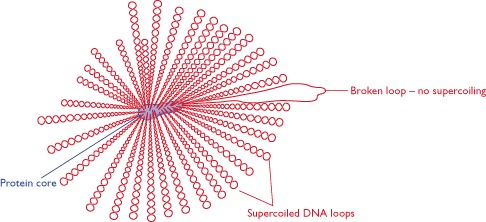 Broken loop – no supercoiling
Protein core
Supercoiled DNA loops